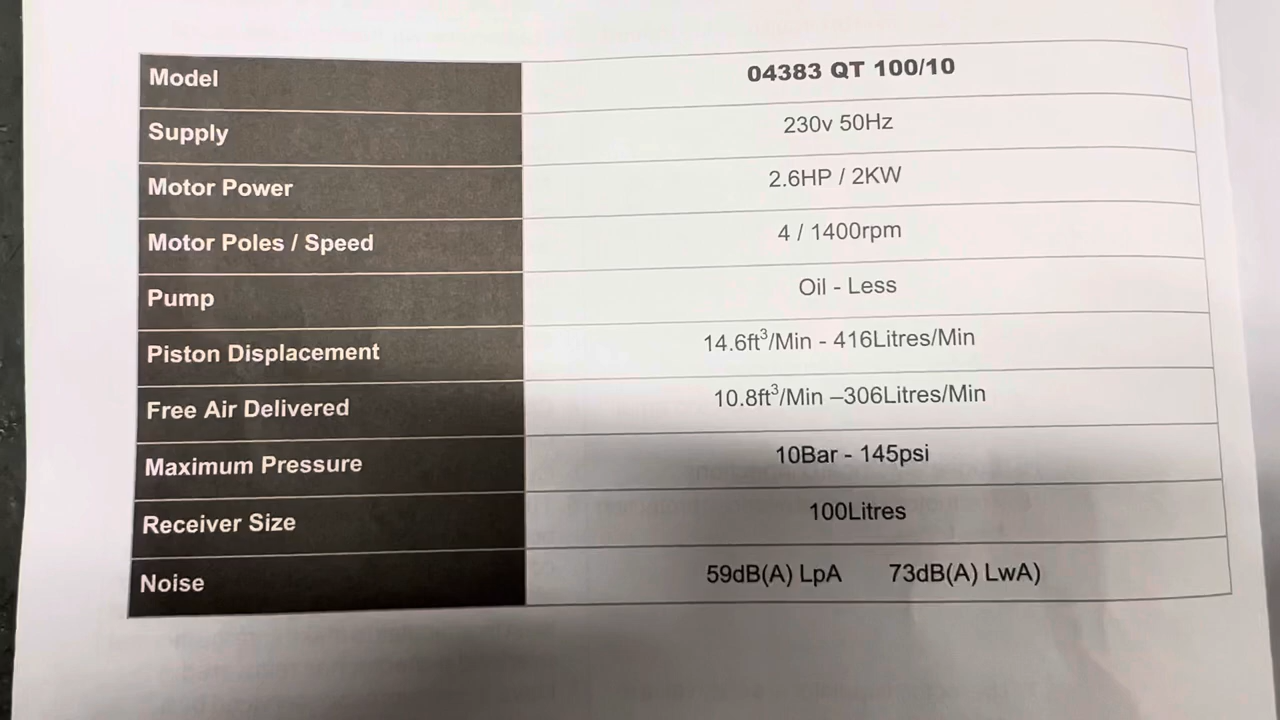 Model 04383 QT 100/10
Supply 230v 50Hz
Motor Power 2.6HP / 2KW
Motor Poles / Speed 4 / 1400rpm
Pump Oil - Less
Piston Displacement 14.6ft³/Min - 416Litres/Min
Free Air Delivered 10.8ft³/Min –306Litres/Min
Maximum Pressure 10Bar - 145psi
Receiver Size 100Litres
Noise 59dB(A) LpA 73dB(A) LwA)